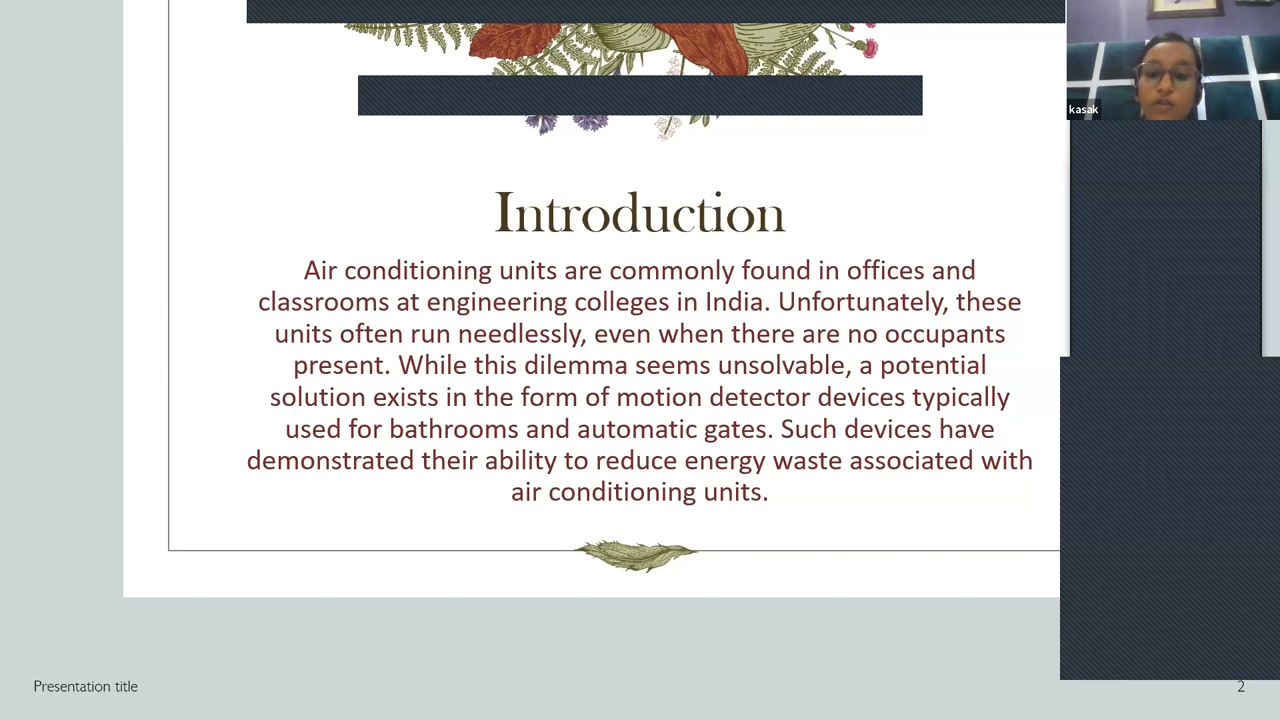 kasak
Introduction
Air conditioning units are commonly found in offices and
classrooms at engineering colleges in India. Unfortunately, these
units often run needlessly, even when there are no occupants
present. While this dilemma seems unsolvable, a potential
solution exists in the form of motion detector devices typically
used for bathrooms and automatic gates. Such devices have
demonstrated their ability to reduce energy waste associated with
air conditioning units.
Presentation title
2